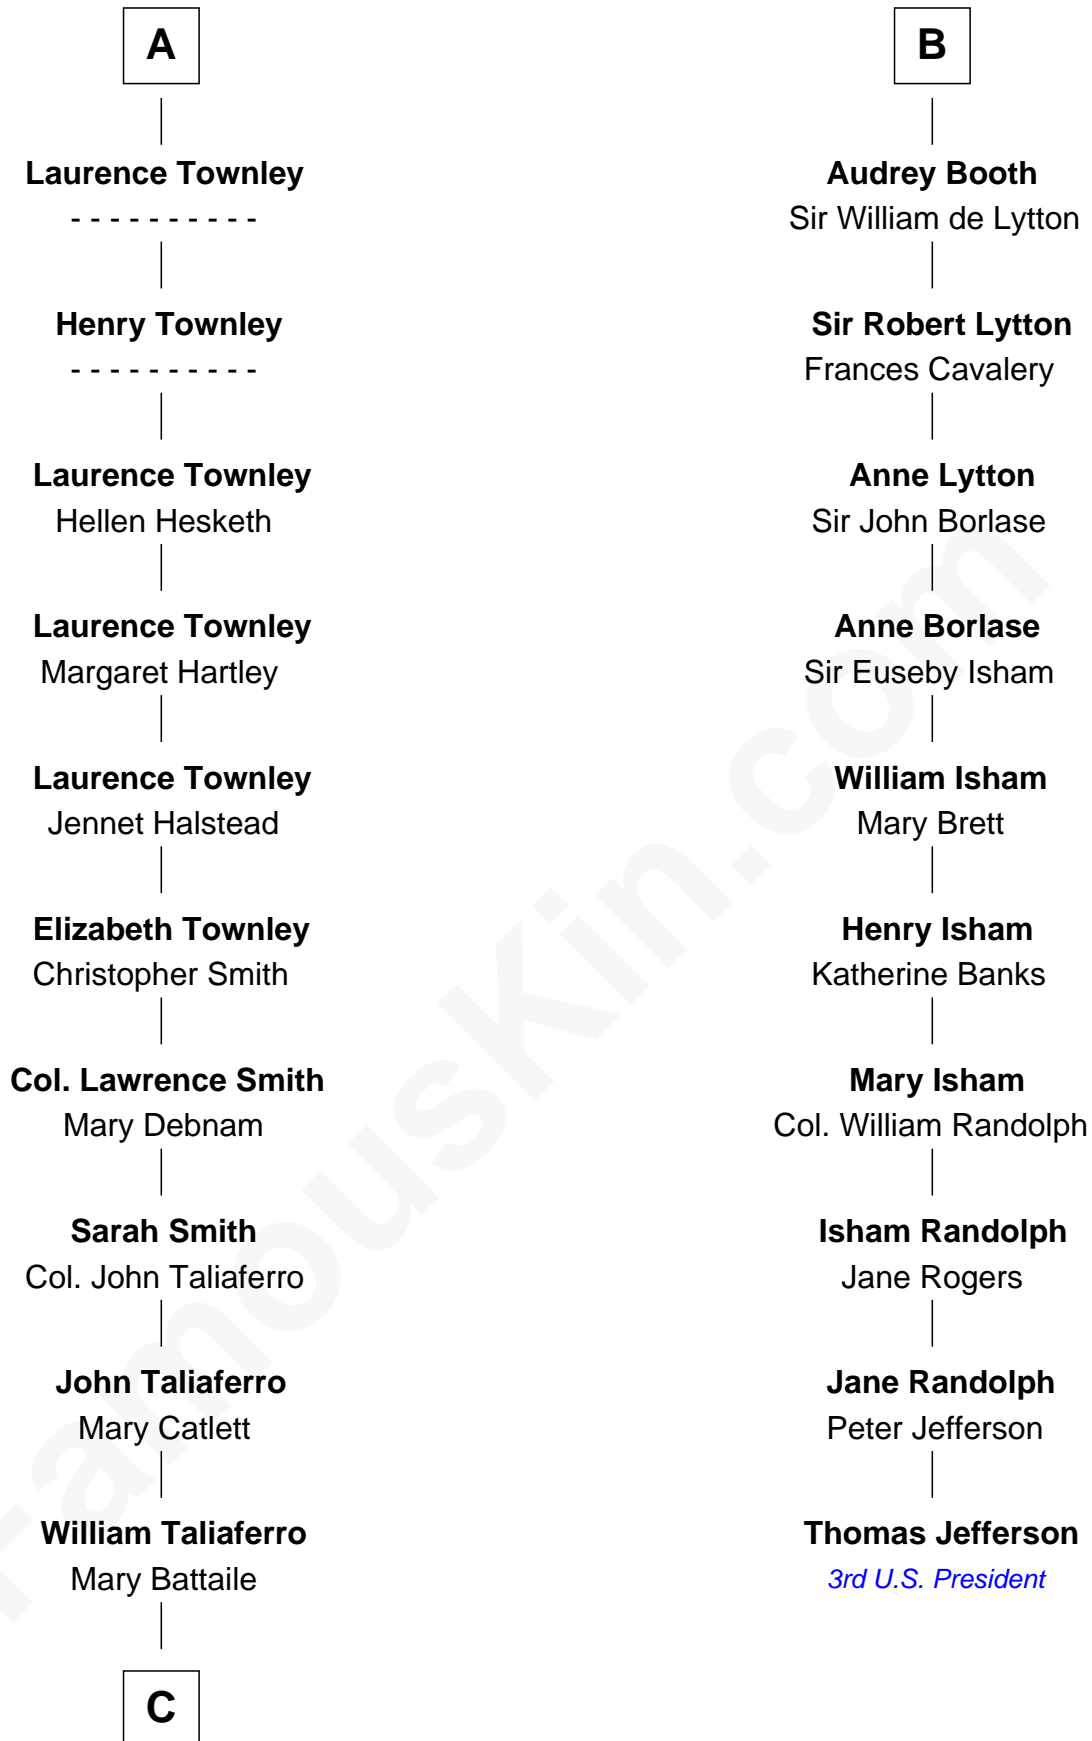 A
Laurence Townley
- - - - - - - - - -
Henry Townley
- - - - - - - - - -
Laurence Townley
Hellen Hesketh
Laurence Townley
Margaret Hartley
Laurence Townley
Jennet Halstead
Elizabeth Townley
Christopher Smith
Col. Lawrence Smith
Mary Debnam
Sarah Smith
Col. John Taliaferro
John Taliaferro
Mary Catlett
William Taliaferro
Mary Battaile
C
B
Audrey Booth
Sir William de Lytton
Sir Robert Lytton
Frances Cavalery
Anne Lytton
Sir John Borlase
Anne Borlase
Sir Euseby Isham
William Isham
Mary Brett
Henry Isham
Katherine Banks
Mary Isham
Col. William Randolph
Isham Randolph
Jane Rogers
Jane Randolph
Peter Jefferson
Thomas Jefferson
3rd U.S. President
FamousKin.com